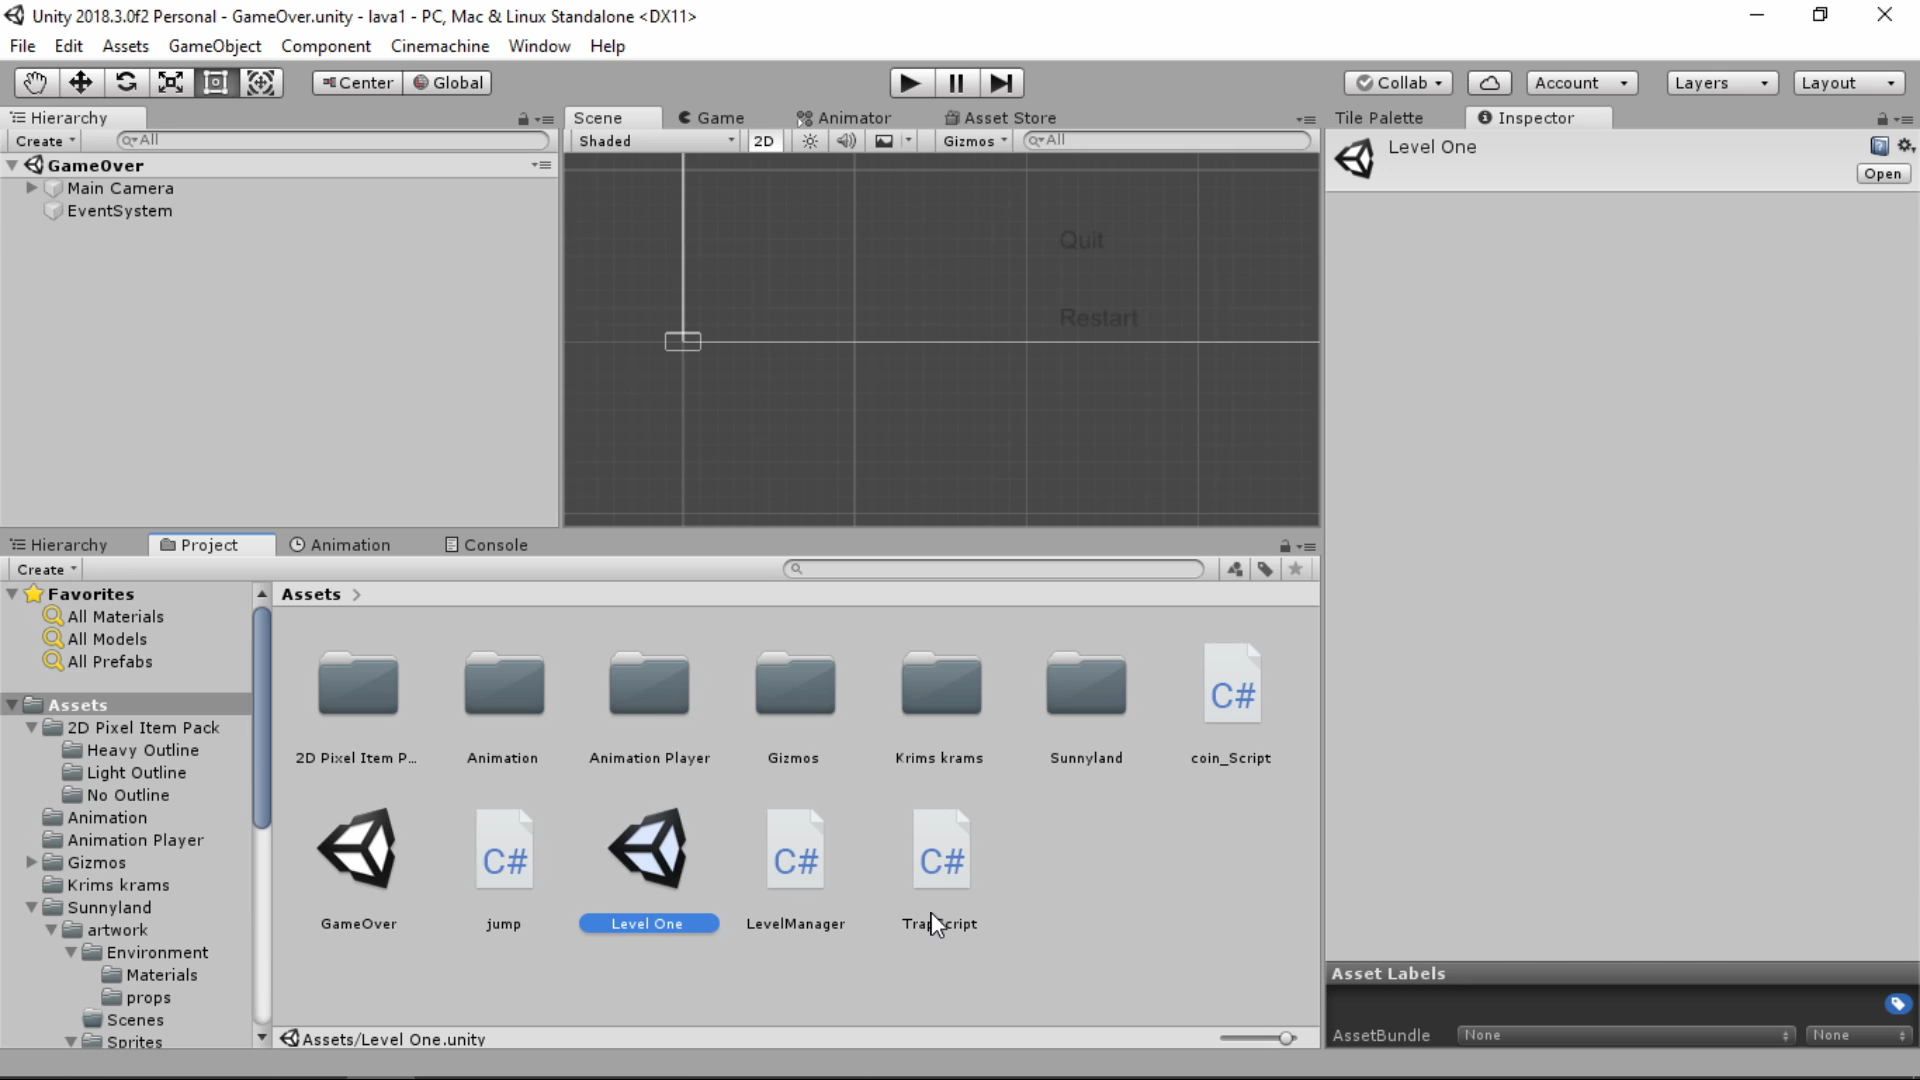 Unity 2018.3.0f2 Personal - GameOver.unity - lava1 - PC, Mac & Linux Standalone <DX11>
File Edit Assets GameObject Component Cinemachine Window Help
Center Global Collab Account Layers Layout
Hierarchy Scene Game Animator Asset Store Tile Palette Inspector
Create All Shaded 2D Gizmos All Level One
Open
GameOver
Main Camera
EventSystem
Quit
Restart
Hierarchy Project Animation Console
Create
Favorites
All Materials
All Models
All Prefabs
Assets
2D Pixel Item Pack
Heavy Outline
Light Outline
No Outline
Animation
Animation Player
Gizmos
Krims krams
Sunnyland
artwork
Environment
Materials
props
Scenes
Sprites
Assets
C#
2D Pixel Item P... Animation Animation Player Gizmos Krims krams Sunnyland coin_Script
C# C# C#
GameOver jump Level One LevelManager
Assets/Level One.unity
Asset Labels
AssetBundle None None